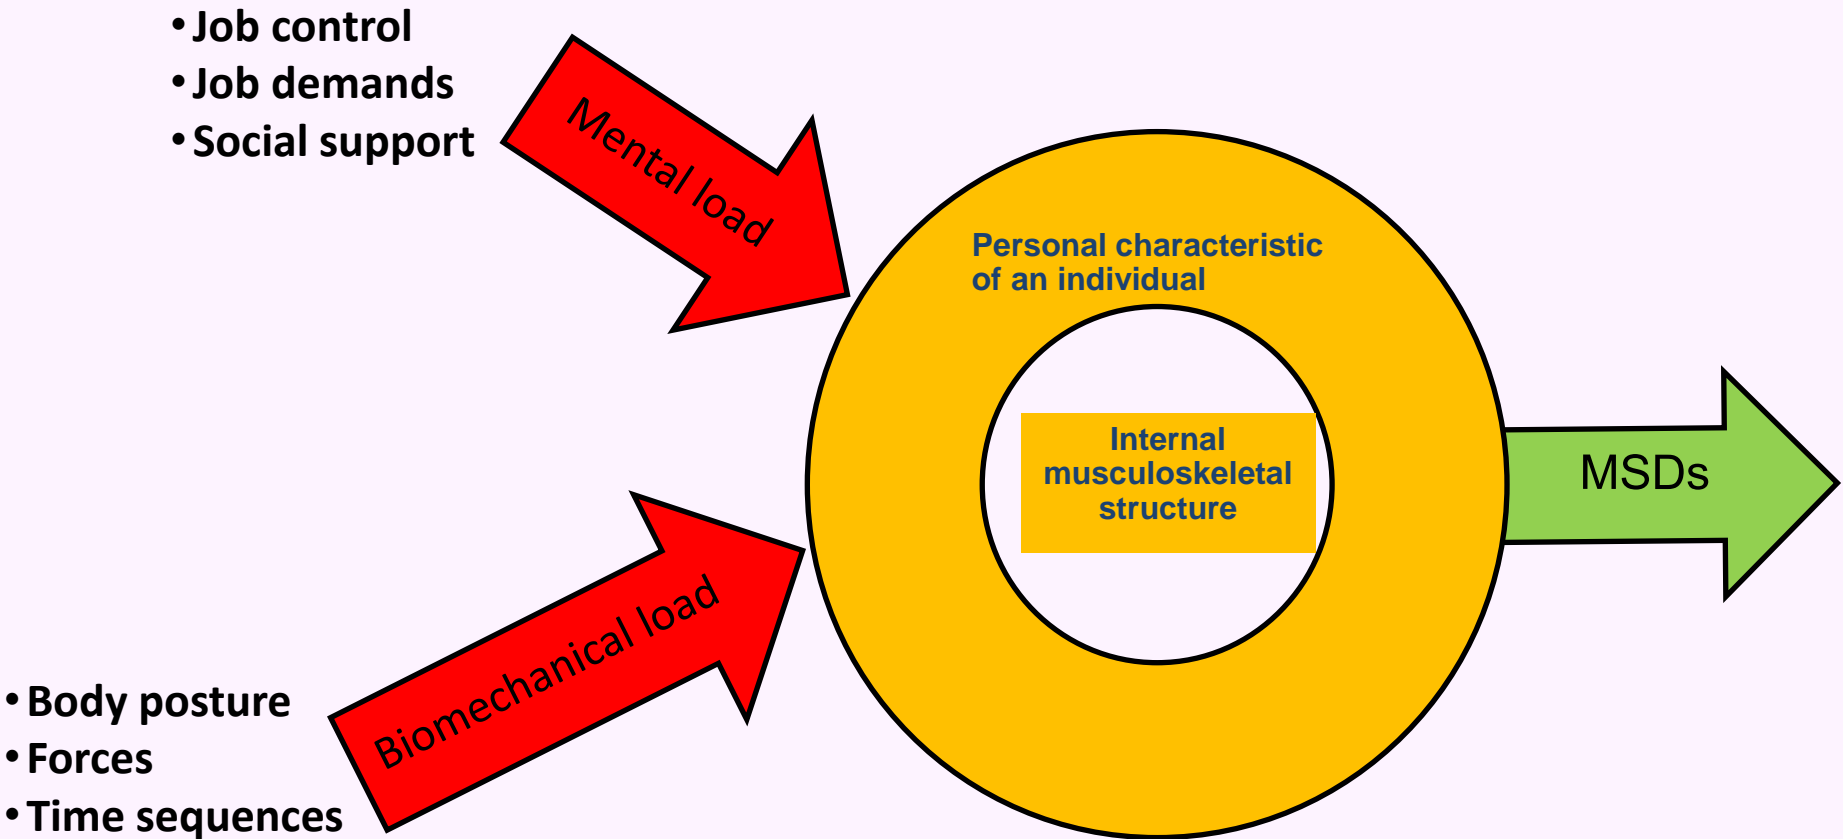 • Job control
• Job demands
• Social support
Mental load
Personal characteristic
of an individual
Internal
musculoskeletal
structure
MSDs
Biomechanical load
• Body posture
• Forces
• Time sequences